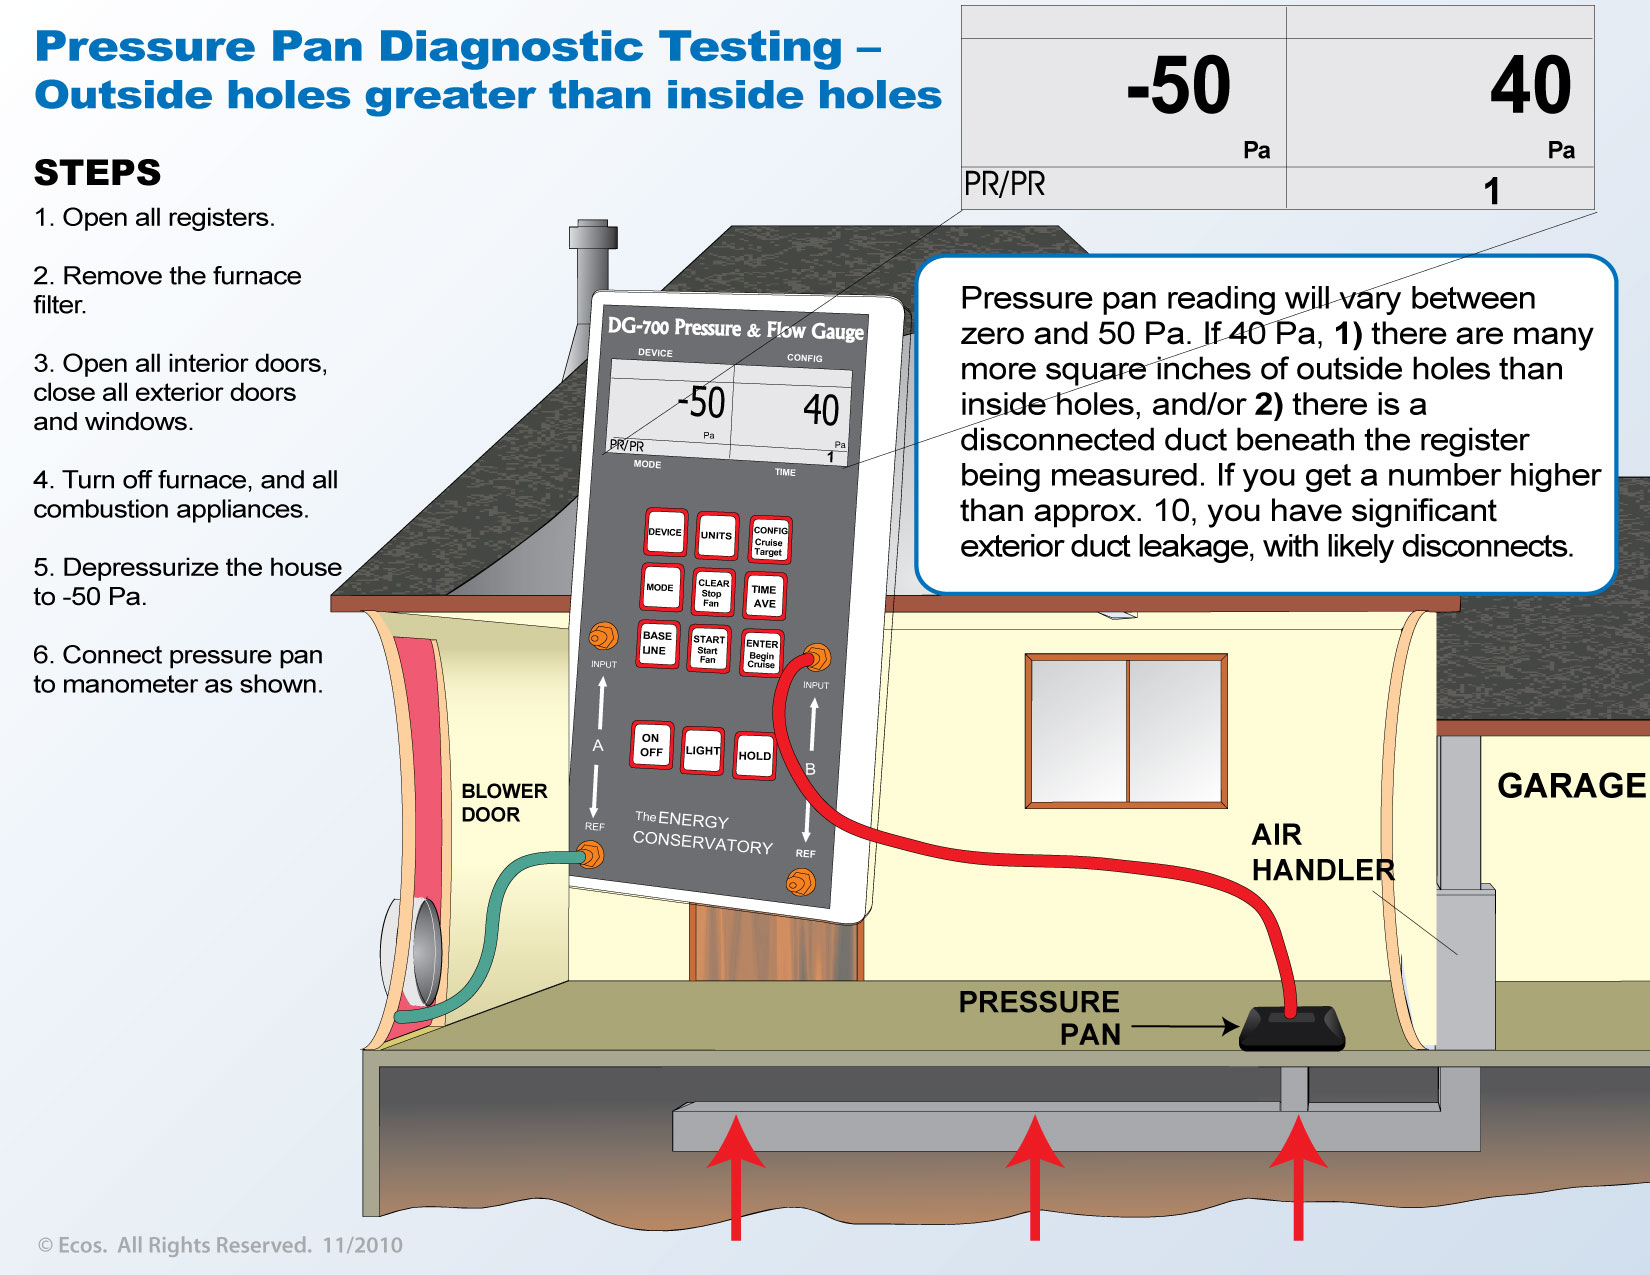 Pressure Pan Diagnostic Testing –
Outside holes greater than inside holes
-50
40
Pa
Pa
PR/PR
1
STEPS
1. Open all registers.
2. Remove the furnace
filter.
3. Open all interior doors,
close all exterior doors
and windows.
4. Turn off furnace, and all
combustion appliances.
5. Depressurize the house
to -50 Pa.
6. Connect pressure pan
to manometer as shown.
Pressure pan reading will vary between
zero and 50 Pa. If 40 Pa, 1) there are many
more square inches of outside holes than
inside holes, and/or 2) there is a
disconnected duct beneath the register
being measured. If you get a number higher
than approx. 10, you have significant
exterior duct leakage, with likely disconnects.
DG-700 Pressure & Flow Gauge
DEVICE
CONFIG
-50
40
Pa
Pa
PR/PR
1
MODE
TIME
DEVICE
UNITS
CONFIG
Cruise
Target
MODE
CLEAR
Stop
Fan
TIME
AVE
BASE
LINE
START
Start
Fan
ENTER
Begin
Cruise
INPUT
INPUT
A
B
ON
OFF
LIGHT
HOLD
REF
REF
The ENERGY
CONSERVATORY
BLOWER
DOOR
GARAGE
AIR
HANDLER
PRESSURE
PAN
© Ecos. All Rights Reserved. 11/2010